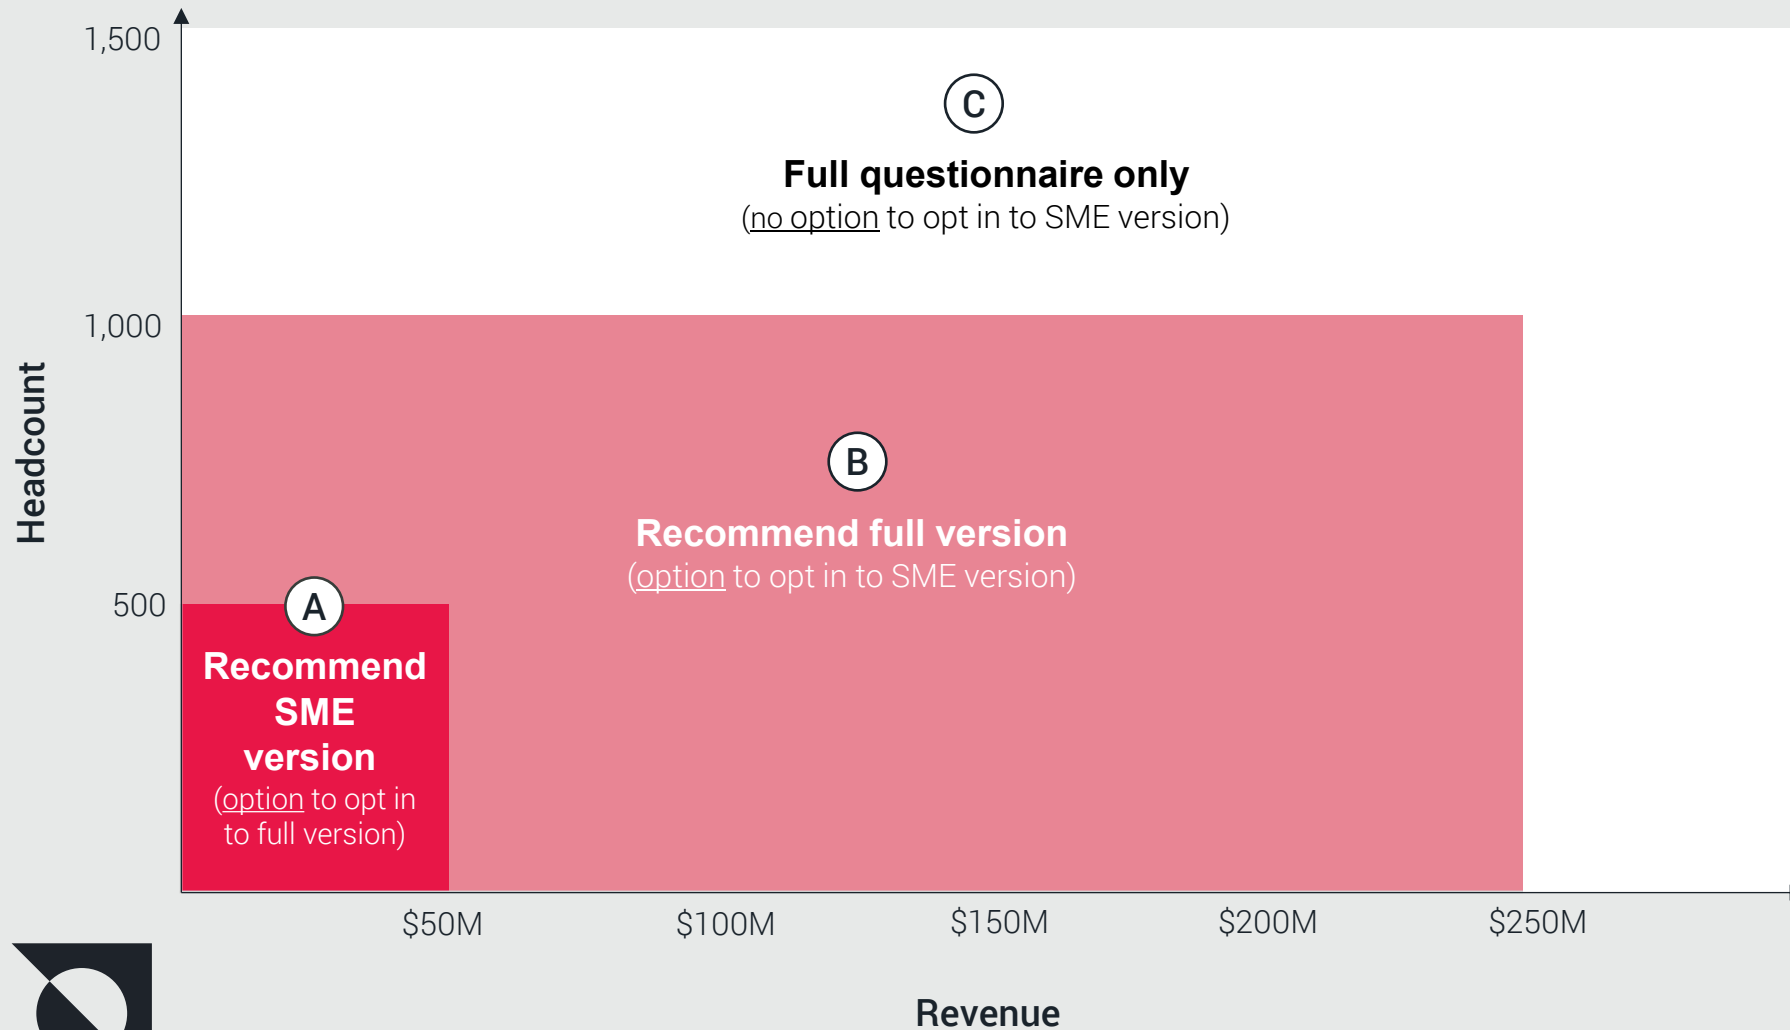 1,500
C
Full questionnaire only
(no option to opt in to SME version)
1,000
Headcount
B
Recommend full version
(option to opt in to SME version)
500
A
Recommend
SME
version
(option to opt in
to full version)
$50M
$100M
$150M
$200M
$250M
Revenue